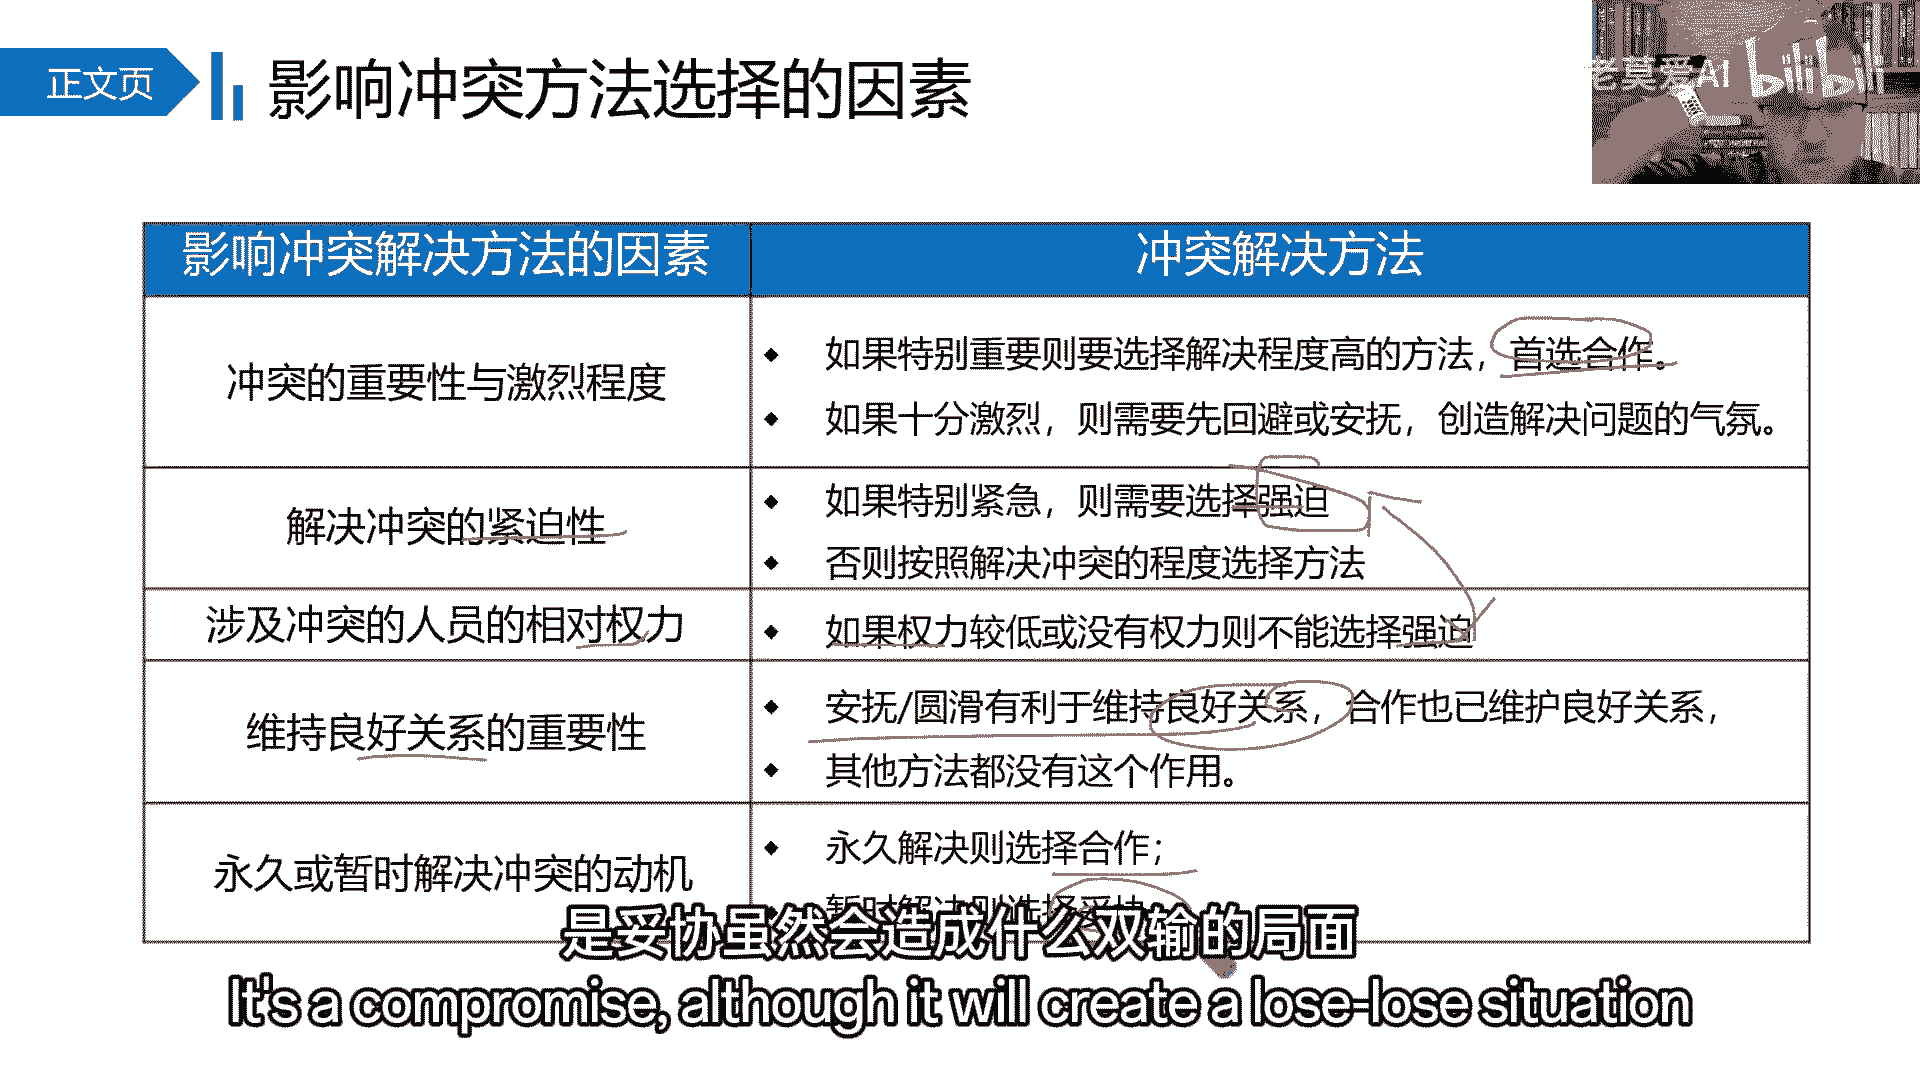 正文页
影响冲突方法选择的因素
老莫爱AI bilibili
影响冲突解决方法的因素
冲突解决方法
冲突的重要性与激烈程度
◆ 如果特别重要则要选择解决程度高的方法，首选合作。
◆ 如果十分激烈，则需要先回避或安抚，创造解决问题的气氛。
解决冲突的紧迫性
◆ 如果特别紧急，则需要选择强迫
◆ 否则按照解决冲突的程度选择方法
涉及冲突的人员的相对权力
◆ 如果权力较低或没有权力则不能选择强迫
维持良好关系的重要性
◆ 安抚/圆滑有利于维持良好关系，合作也已维护良好关系，
◆ 其他方法都没有这个作用。
永久或暂时解决冲突的动机
◆ 永久解决则选择合作；
暂时解决则选择妥协
是妥协虽然会造成什么双输的局面
It's a compromise, although it will create a lose-lose situation